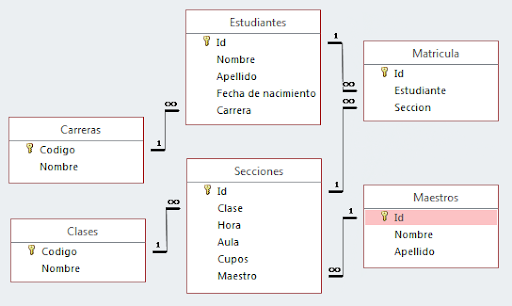 Estudiantes
Id
Nombre
Apellido
Fecha de nacimiento
Carrera
1
∞
Matricula
Id
Estudiante
Seccion
∞
∞
Carreras
Codigo
Nombre
1
Secciones
Id
Clase
Hora
Aula
Cupos
Maestro
∞
1
∞
Maestros
Id
Nombre
Apellido
1
Clases
Codigo
Nombre
1